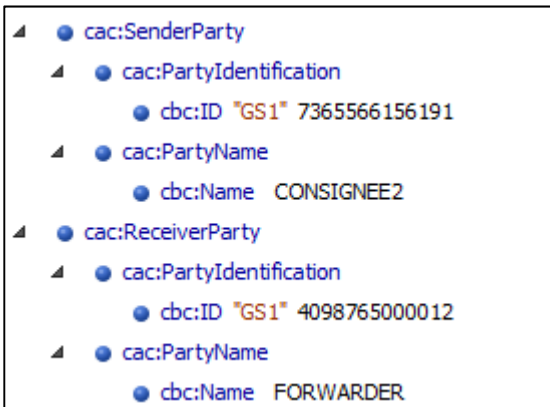 cac:SenderParty
cac:PartyIdentification
cbc:ID "GS1" 7365566156191
cac:PartyName
cbc:Name CONSIGNEE2
cac:ReceiverParty
cac:PartyIdentification
cbc:ID "GS1" 4098765000012
cac:PartyName
cbc:Name FORWARDER